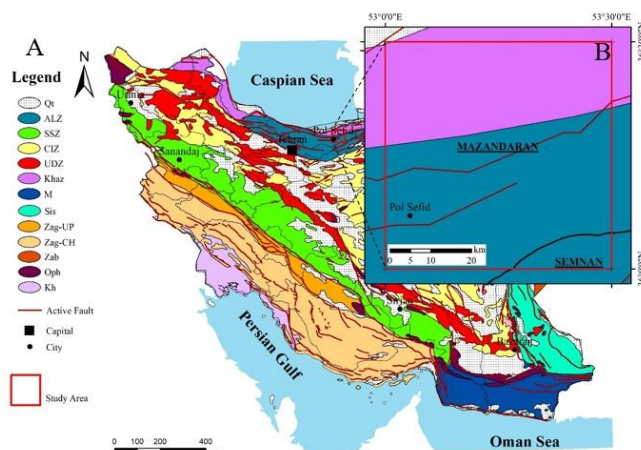 A
Legend
Qt
ALZ
SSZ
CIZ
UDZ
Khaz
M
Sis
Zag-UP
Zag-CH
Zab
Oph
Kh
Active Fault
Capital
City
Study Area
N
Caspian Sea
Sanandaj
Tehran
Pol Sefid
Persian Gulf
Oman Sea
0 100 200 400
53°0'0"E
53°30'0"E
B
MAZANDARAN
Pol Sefid
0 5 10 20
km
SEMNAN